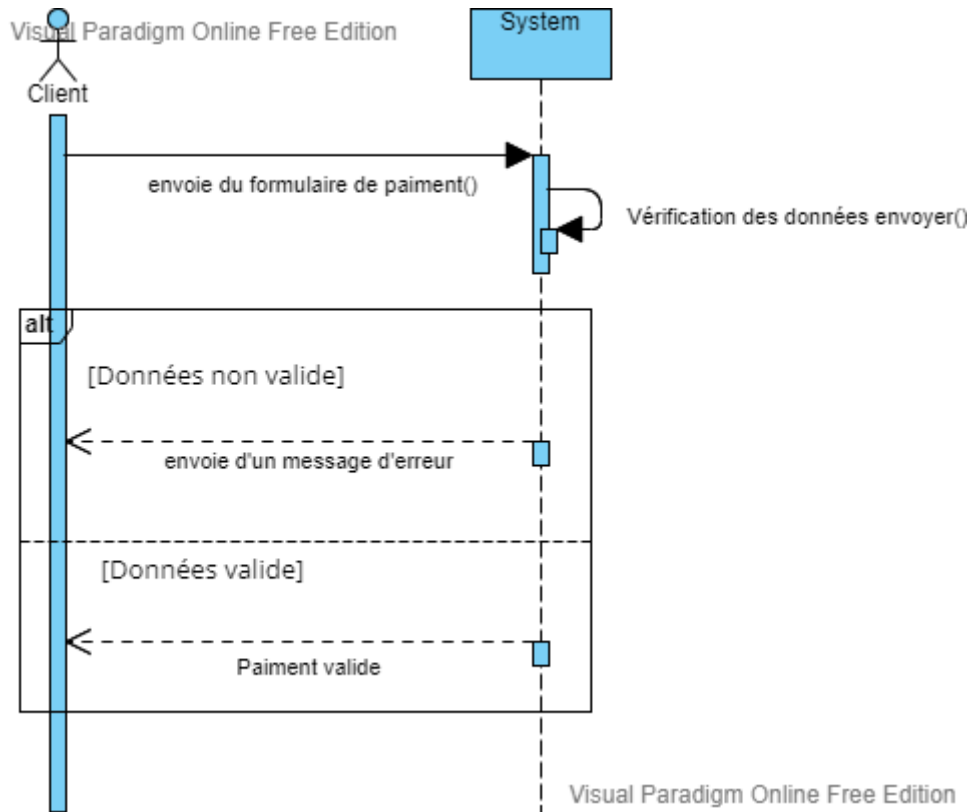 Visual Paradigm Online Free Edition
System
Client
envoie du formulaire de paiment()
Vérification des données envoyer()
alt
[Données non valide]
envoie d'un message d'erreur
[Données valide]
Paiment valide
Visual Paradigm Online Free Edition